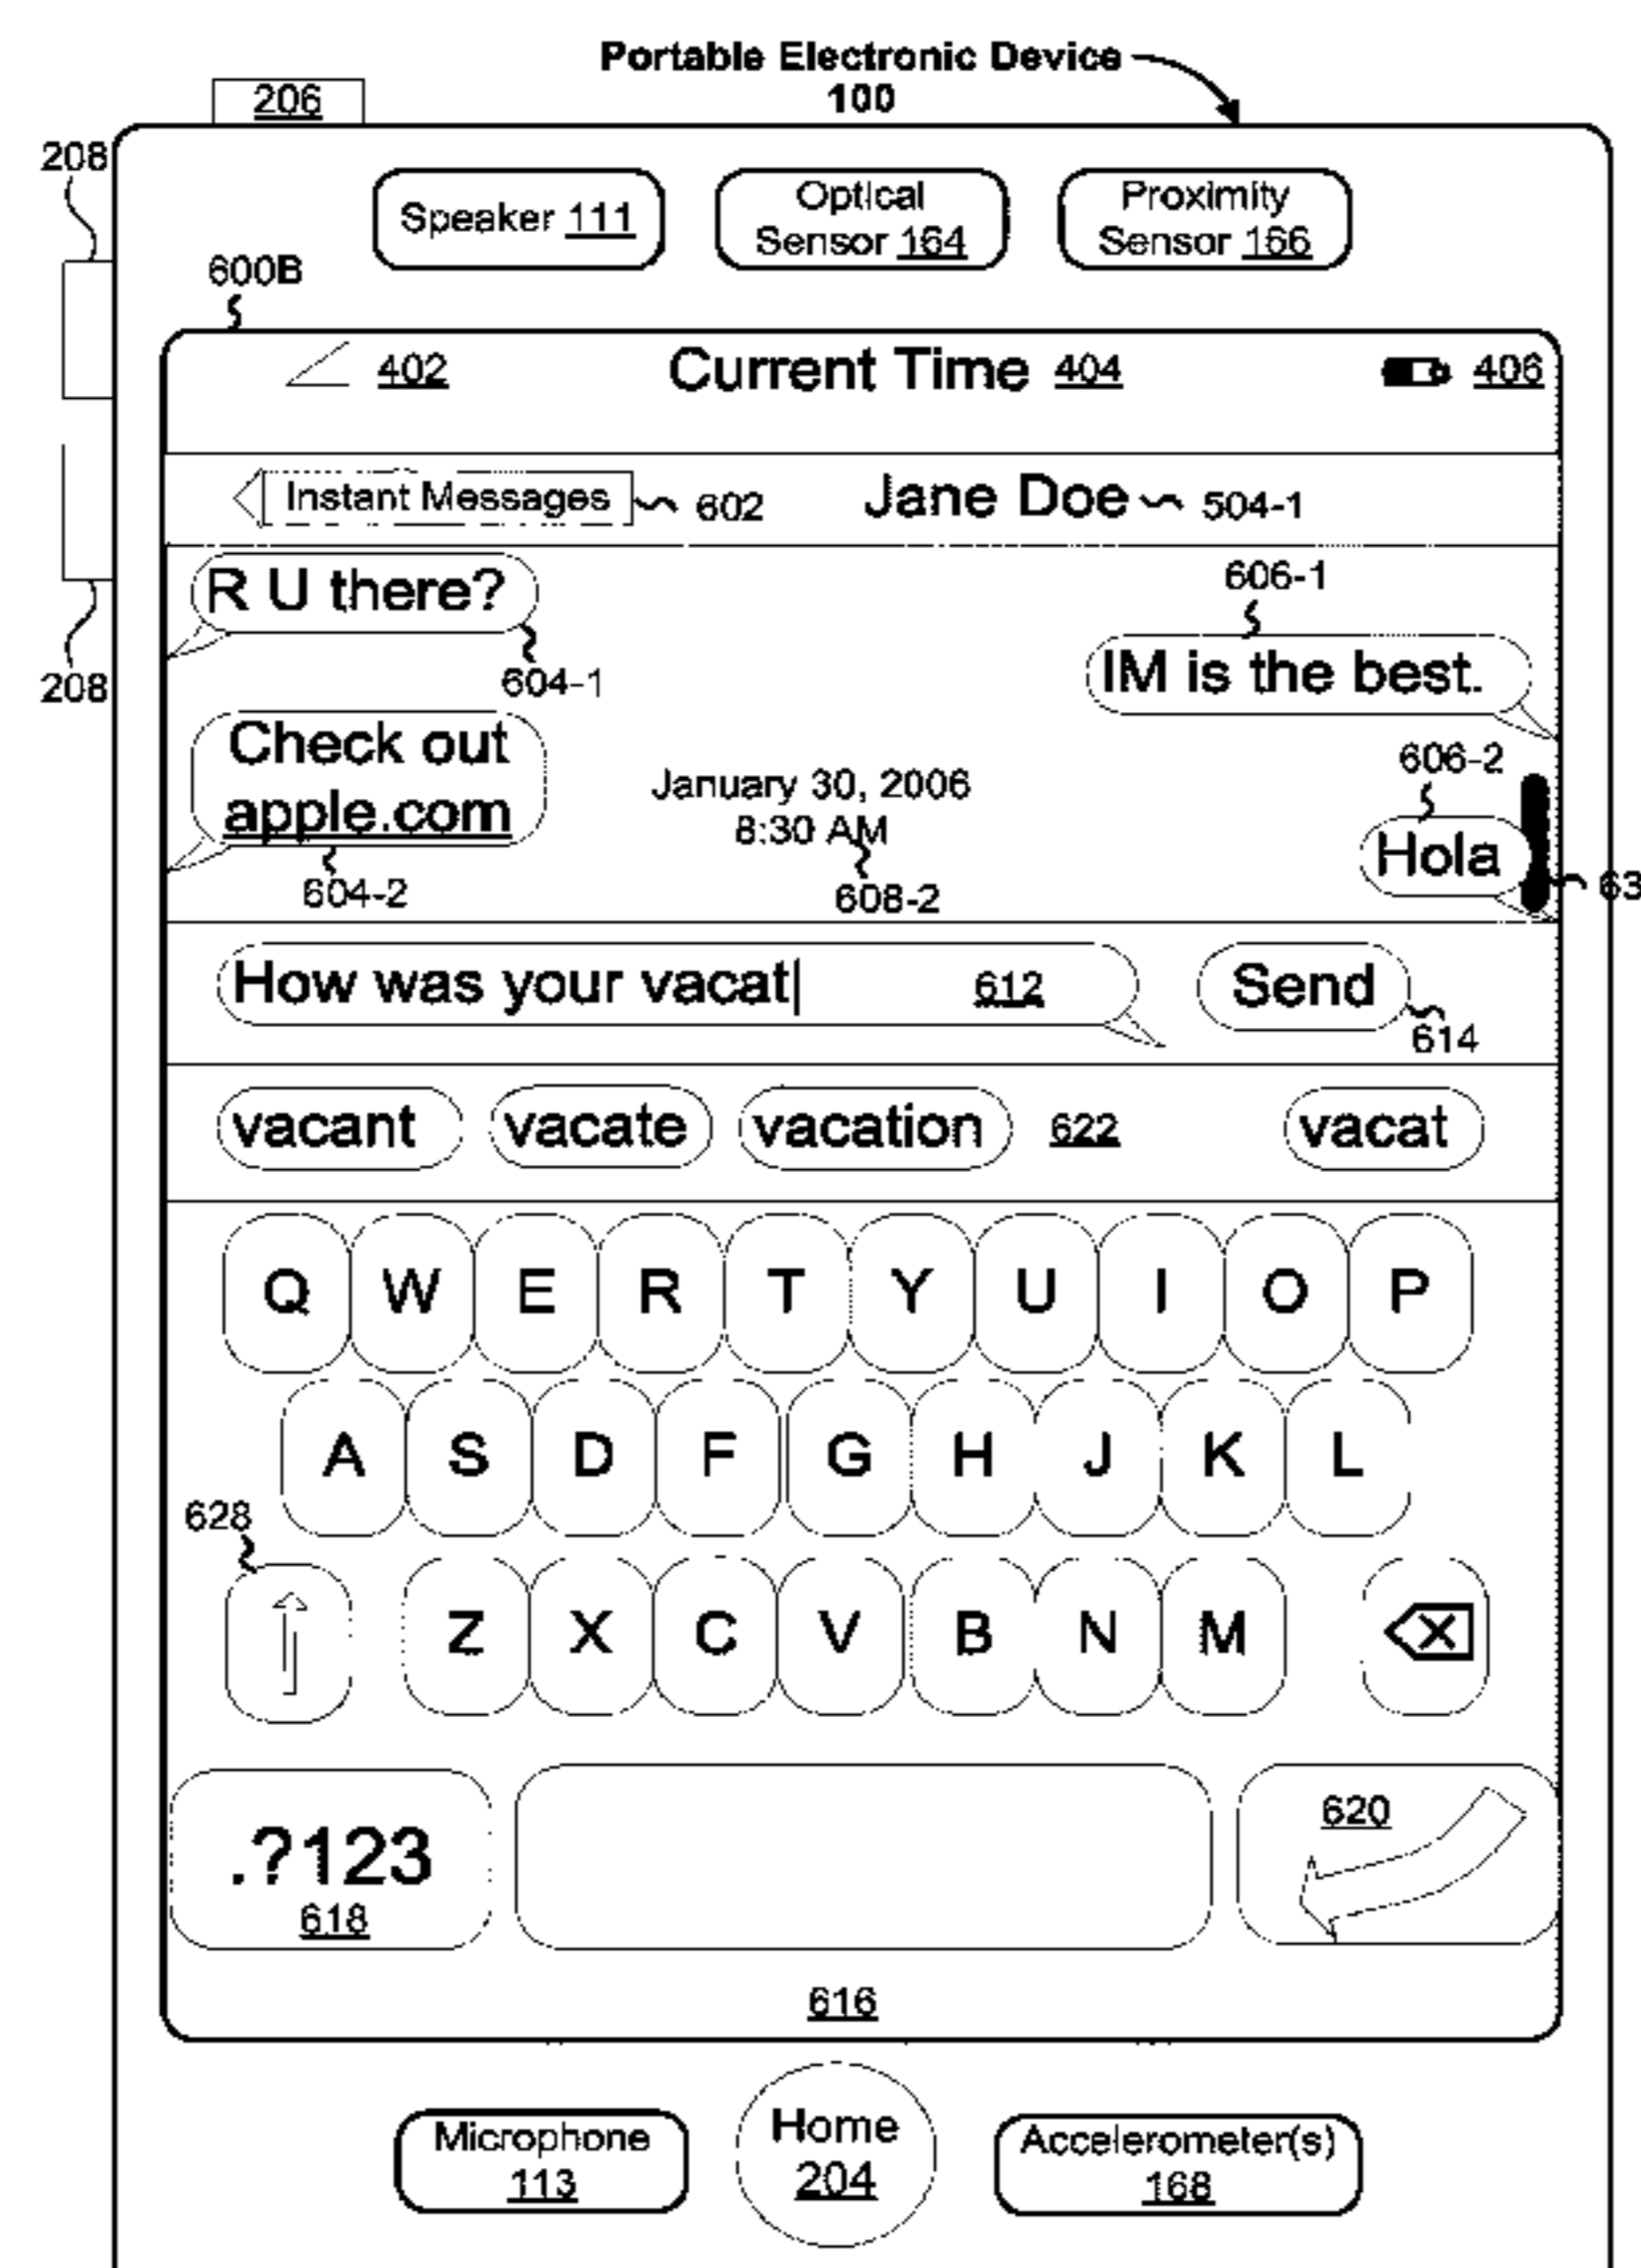 Portable Electronic Device
100
206
208
Speaker 111
Optical
Sensor 164
Proximity
Sensor 166
600B
402
Current Time 404
406
Instant Messages
602
Jane Doe
504-1
R U there?
604-1
606-1
IM is the best.
208
Check out
apple.com
604-2
January 30, 2006
8:30 AM
608-2
606-2
Hola
63
How was your vacat
612
Send
614
vacant
vacate
vacation
622
vacat
Q W E R T Y U I O P
A S D F G H J K L
628
Z X C V B N M
.?123
618
620
616
Microphone
113
Home
204
Accelerometer(s)
168